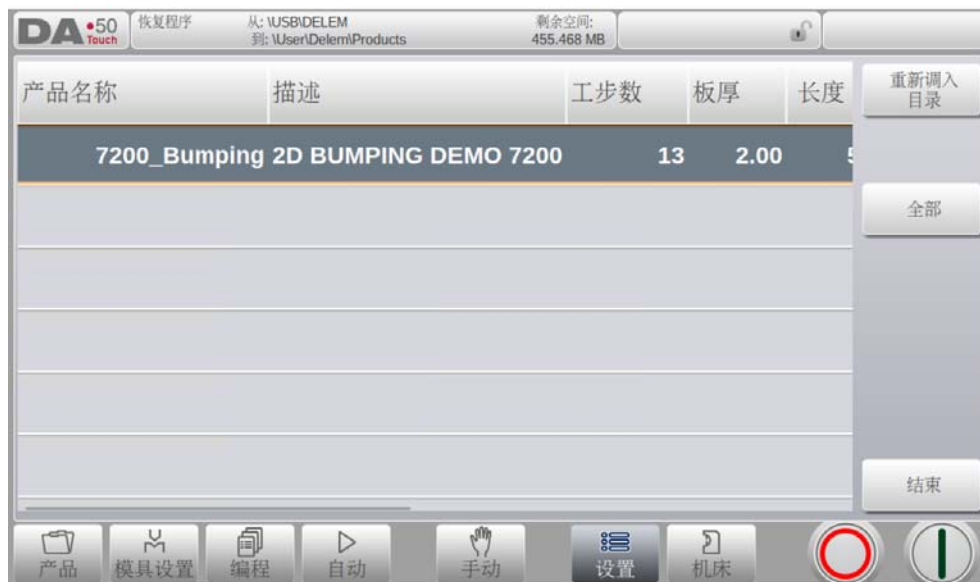 DA•50
Touch
恢复程序
从: \USB\DELEM
到: \User\Delem\Products
剩余空间:
455.468 MB
产品名称 描述 工步数 板厚 长度
7200_Bumping 2D BUMPING DEMO 7200 13 2.00
重新调入
目录
全部
结束
产品 模具设置 编程 自动 手动 设置 机床